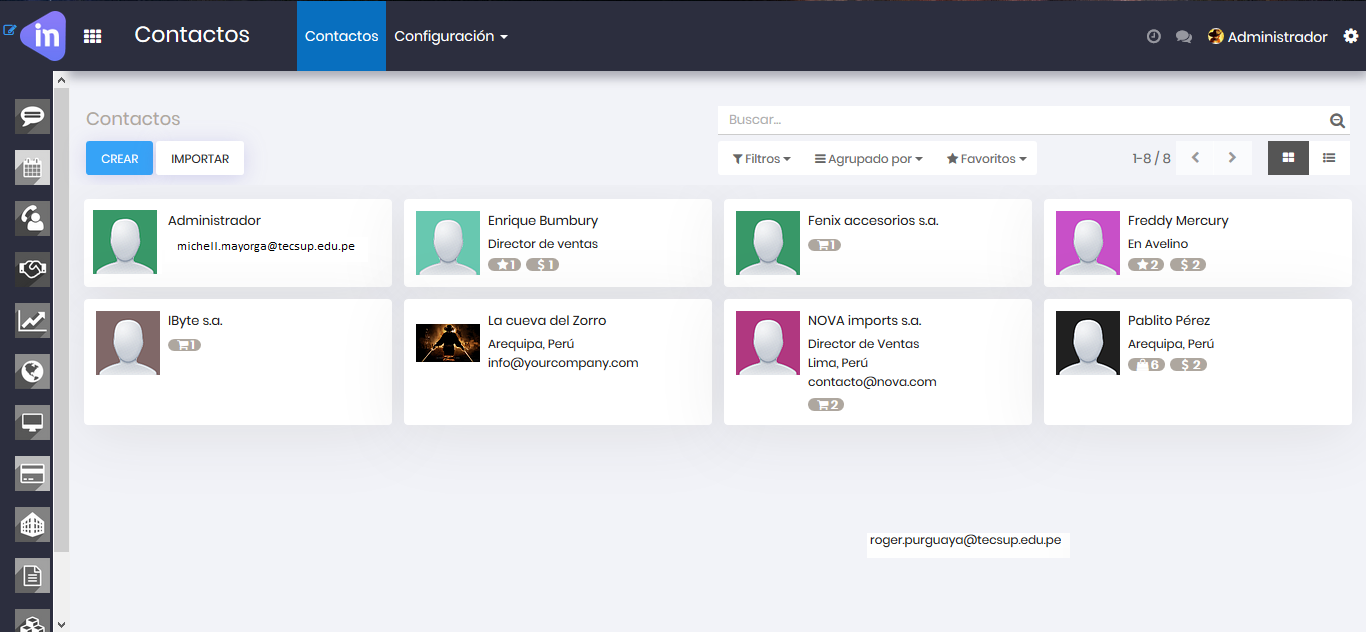 in
Contactos
Contactos
Configuración
Administrador
Contactos
Buscar...
CREAR
IMPORTAR
Filtros
Agrupado por
Favoritos
1-8 / 8
Administrador
michell.mayorga@tecsup.edu.pe
Enrique Bumbury
Director de ventas
1
$ 1
Fenix accesorios s.a.
1
Freddy Mercury
En Avelino
2
$ 2
IByte s.a.
1
La cueva del Zorro
Arequipa, Perú
info@yourcompany.com
NOVA imports s.a.
Director de Ventas
Lima, Perú
contacto@nova.com
2
Pablito Pérez
Arequipa, Perú
6
$ 2
roger.purguaya@tecsup.edu.pe